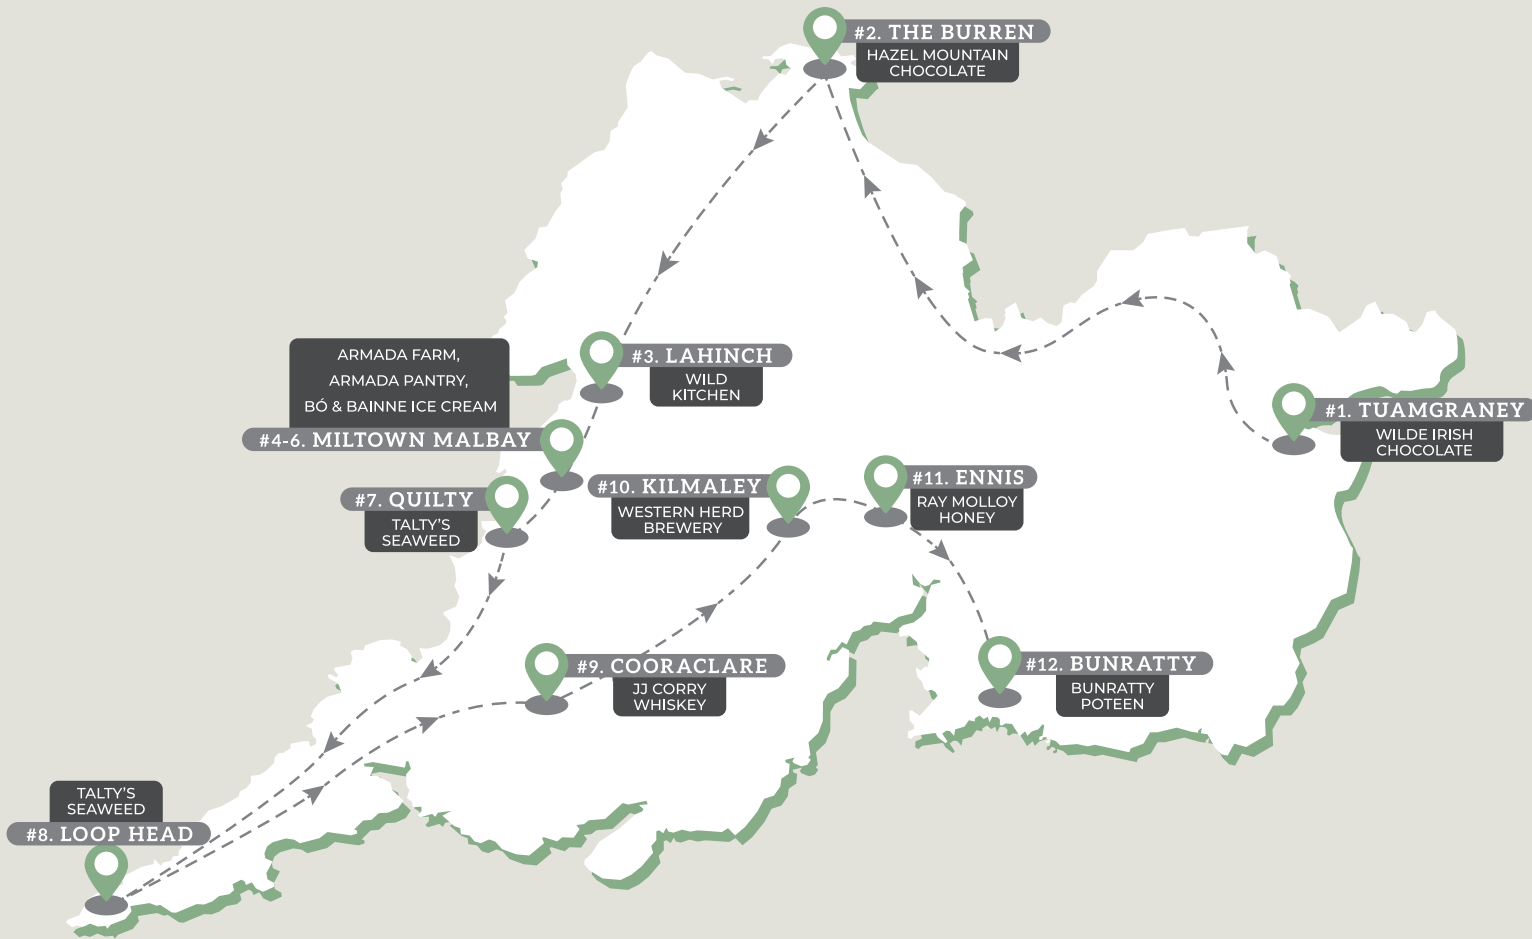 #2. THE BURREN
HAZEL MOUNTAIN
CHOCOLATE
#3. LAHINCH
WILD
KITCHEN
ARMADA FARM,
ARMADA PANTRY,
BÓ & BAINNE ICE CREAM
#4-6. MILTOWN MALBAY
#1. TUAMGRANEY
WILDE IRISH
CHOCOLATE
#7. QUILTY
TALTY'S
SEAWEED
#10. KILMALEY
WESTERN HERD
BREWERY
#11. ENNIS
RAY MOLLOY
HONEY
#9. COORACLARE
JJ CORRY
WHISKEY
#12. BUNRATTY
BUNRATTY
POTEEN
TALTY'S
SEAWEED
#8. LOOP HEAD